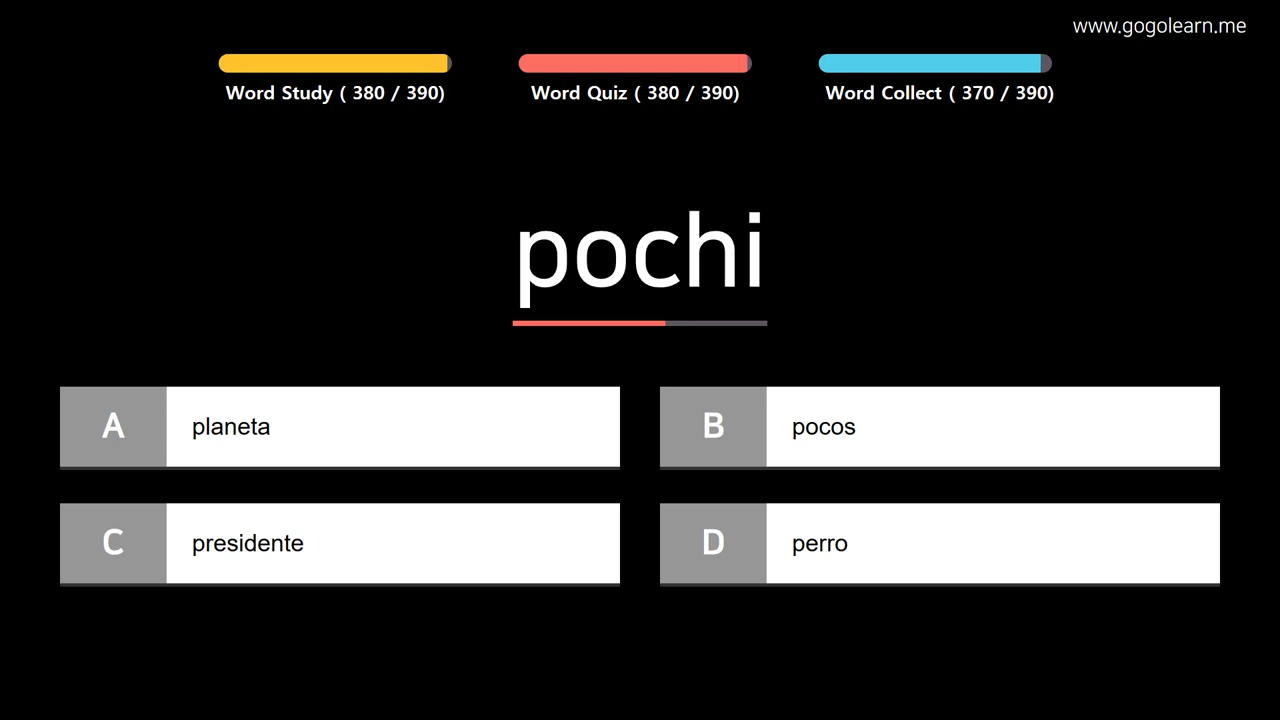 www.gogolearn.me
Word Study ( 380 / 390)
Word Quiz ( 380 / 390)
Word Collect ( 370 / 390)
pochi
A planeta
B pocos
C presidente
D perro